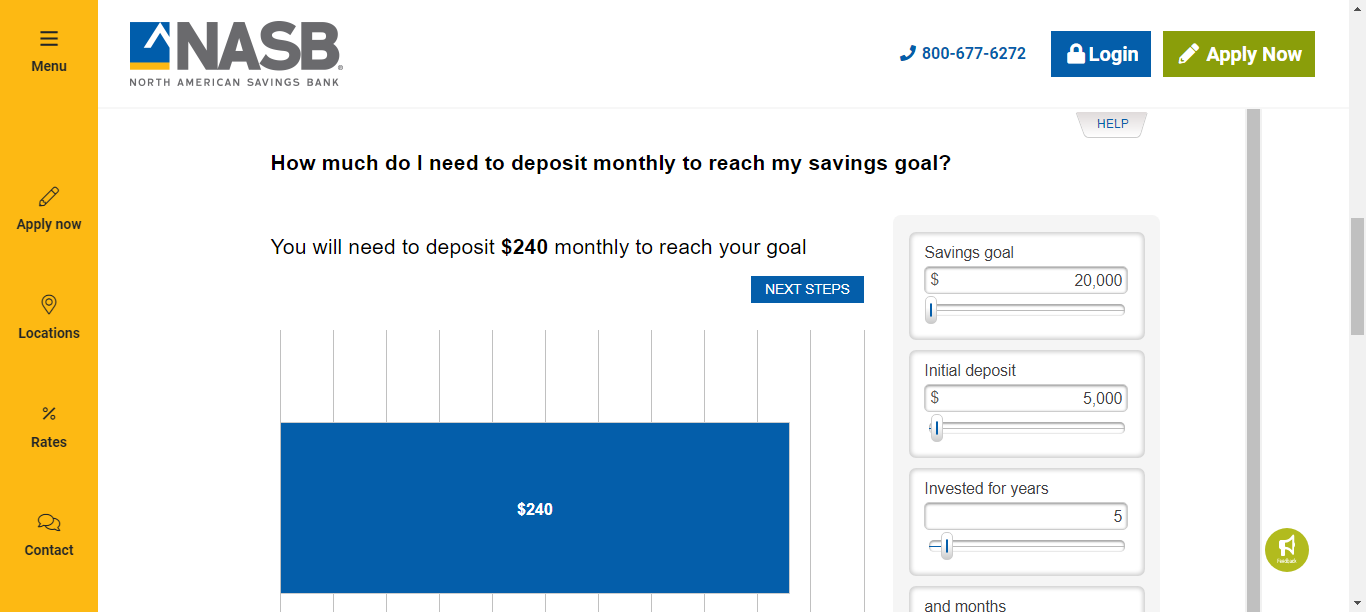 Menu
Apply now
Locations
Rates
Contact
NASB
NORTH AMERICAN SAVINGS BANK
800-677-6272
Login
Apply Now
HELP
How much do I need to deposit monthly to reach my savings goal?
You will need to deposit $240 monthly to reach your goal
NEXT STEPS
$240
Savings goal
$ 20,000
Initial deposit
$ 5,000
Invested for years
5
and months
Feedback